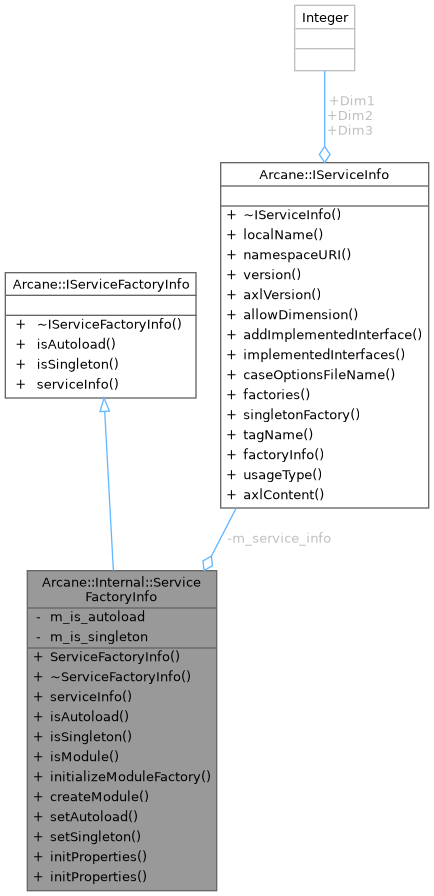 Integer
+Dim1
+Dim2
+Dim3
Arcane::IServiceInfo
+ ~IServiceInfo()
+ localName()
+ namespaceURI()
+ version()
+ axlVersion()
+ allowDimension()
+ addImplementedInterface()
+ implementedInterfaces()
+ caseOptionsFileName()
+ factories()
+ singletonFactory()
+ tagName()
+ factoryInfo()
+ usageType()
+ axlContent()
Arcane::IServiceFactoryInfo
+ ~IServiceFactoryInfo()
+ isAutoload()
+ isSingleton()
+ serviceInfo()
-m_service_info
Arcane::Internal::Service
FactoryInfo
- m_is_autoload
- m_is_singleton
+ ServiceFactoryInfo()
+ ~ServiceFactoryInfo()
+ serviceInfo()
+ isAutoload()
+ isSingleton()
+ isModule()
+ initializeModuleFactory()
+ createModule()
+ setAutoload()
+ setSingleton()
+ initProperties()
+ initProperties()